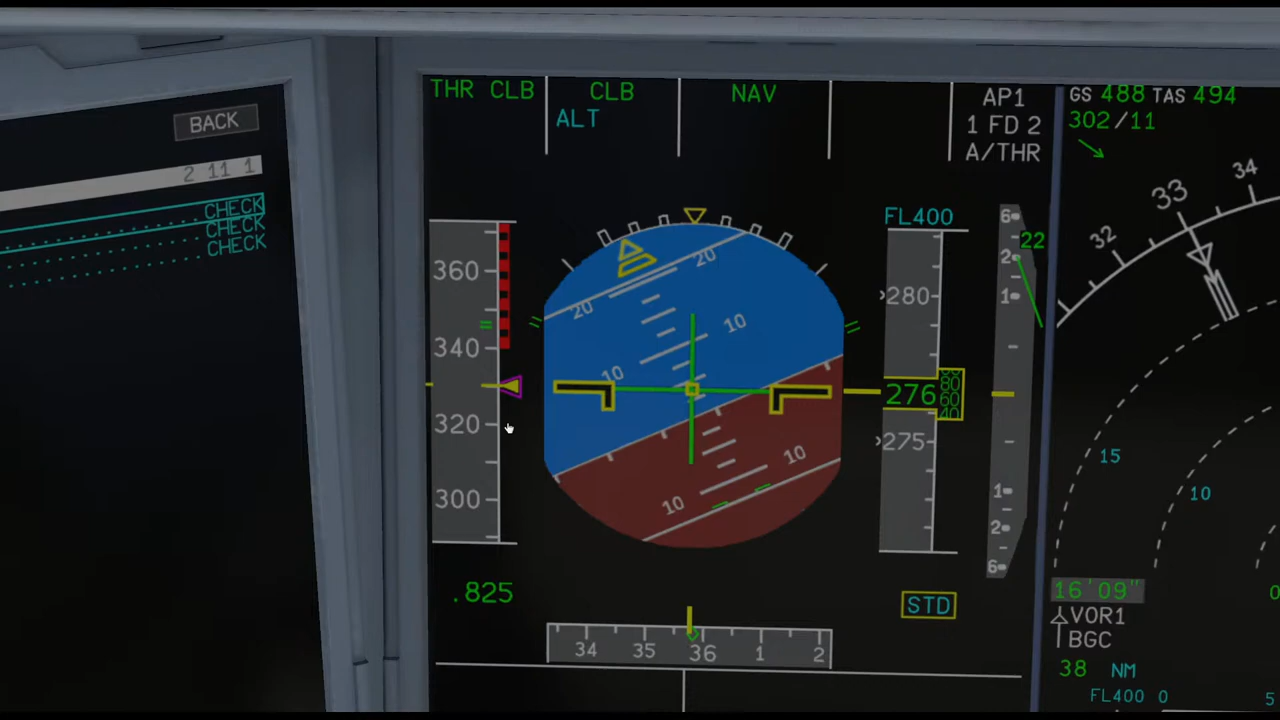 BACK
2 11 1
CHECK
CHECK
CHECK
THR CLB
CLB
NAV
ALT
AP1
1 FD 2
A/THR
360
340
320
300
.825
20
20
10
10
10
10
FL400
280
276
80
60
40
275
STD
6
2
1
22
1
2
6
34 35 36 1 2
GS 488 TAS 494
302/11
32
33
34
15
10
16'09"
VOR1
BGC
38 NM
FL400 0
5